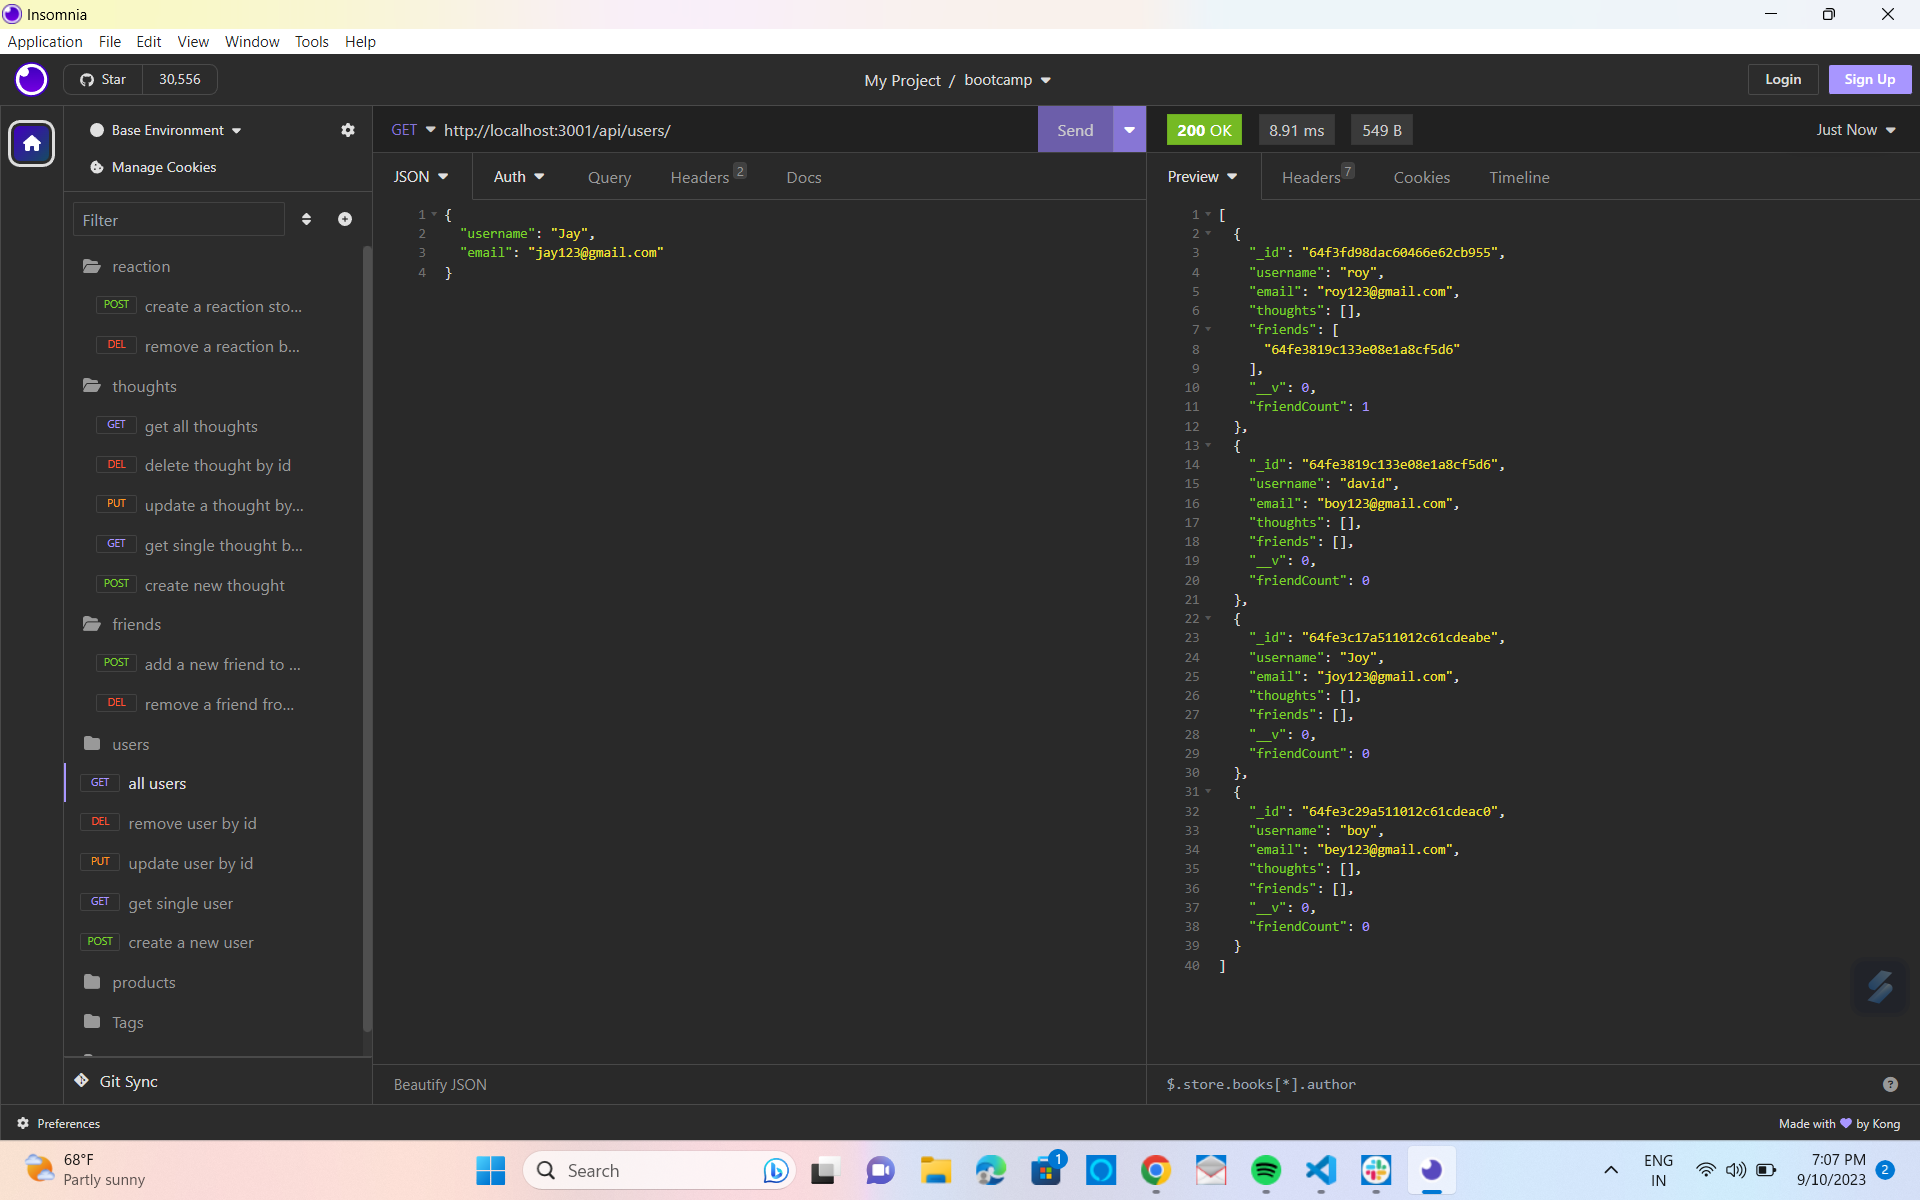 Insomnia
Application File Edit View Window Tools Help
Star 30,556
My Project / bootcamp
Login Sign Up
Base Environment
Manage Cookies
Filter
reaction
POST create a reaction sto...
DEL remove a reaction b...
thoughts
GET get all thoughts
DEL delete thought by id
PUT update a thought by...
GET get single thought b...
POST create new thought
friends
POST add a new friend to ...
DEL remove a friend fro...
users
GET all users
DEL remove user by id
PUT update user by id
GET get single user
POST create a new user
products
Tags
Git Sync
GET http://localhost:3001/api/users/ Send
JSON Auth Query Headers 2 Docs
1 {
2 "username": "Jay",
3 "email": "jay123@gmail.com"
4 }
Beautify JSON
200 OK 8.91 ms 549 B Just Now
Preview Headers 7 Cookies Timeline
1 [
2 {
3 "_id": "64f3fd98dac60466e62cb955",
4 "username": "roy",
5 "email": "roy123@gmail.com",
6 "thoughts": [],
7 "friends": [
8 "64fe3819c133e08e1a8cf5d6"
9 ],
10 "__v": 0,
11 "friendCount": 1
12 },
13 {
14 "_id": "64fe3819c133e08e1a8cf5d6",
15 "username": "david",
16 "email": "boy123@gmail.com",
17 "thoughts": [],
18 "friends": [],
19 "__v": 0,
20 "friendCount": 0
21 },
22 {
23 "_id": "64fe3c17a511012c61cdeabe",
24 "username": "Joy",
25 "email": "joy123@gmail.com",
26 "thoughts": [],
27 "friends": [],
28 "__v": 0,
29 "friendCount": 0
30 },
31 {
32 "_id": "64fe3c29a511012c61cdeac0",
33 "username": "boy",
34 "email": "bey123@gmail.com",
35 "thoughts": [],
36 "friends": [],
37 "__v": 0,
38 "friendCount": 0
39 }
40 ]
$.store.books[*].author ?
Preferences
Made with by Kong
68°F
Partly sunny
Search
1
ENG
IN
7:07 PM
9/10/2023
2